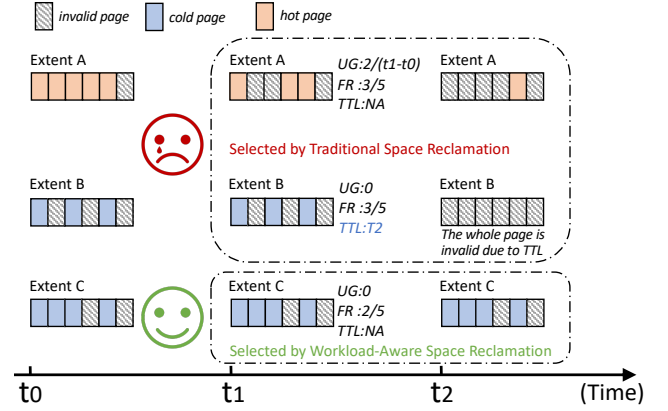 invalid page
cold page
hot page
Extent A
Extent A
UG:2/(t1-t0)
FR :3/5
TTL:NA
t2
Extent A
Selected by Traditional Space Reclamation
Extent B
Extent B
UG:0
FR :3/5
TTL:T2
Extent B
The whole page is
invalid due to TTL
Extent C
Extent C
UG:0
FR :2/5
TTL:NA
Extent C
Selected by Workload-Aware Space Reclamation
t0
t1
t2
(Time)